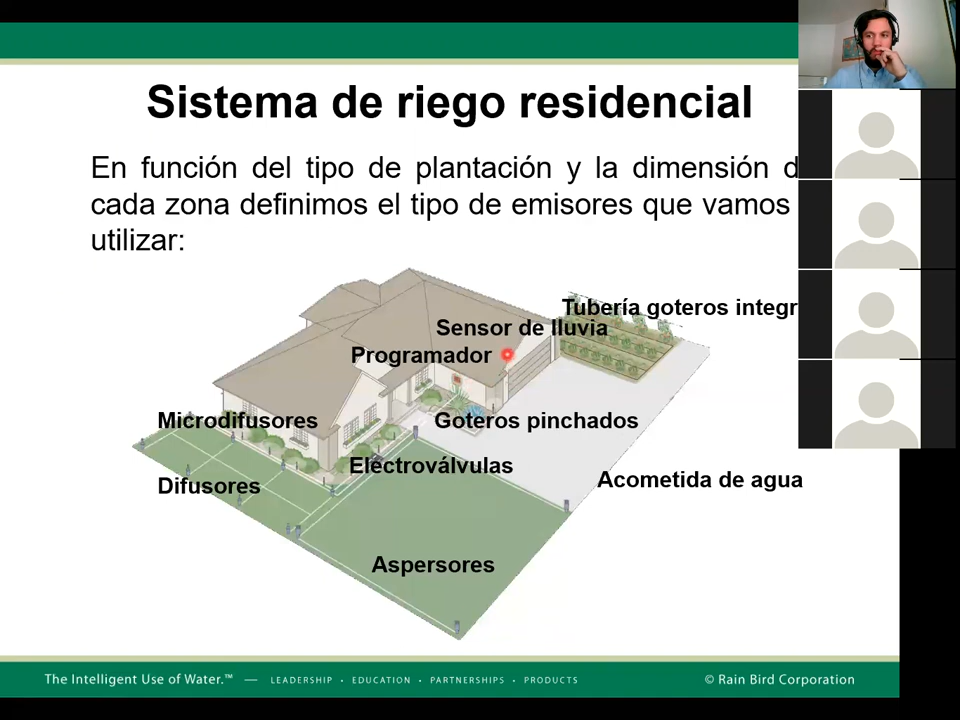 Sistema de riego residencial
En función del tipo de plantación y la dimensión d
cada zona definimos el tipo de emisores que vamos
utilizar:
Tubería goteros integr
Sensor de lluvia
Programador
Microdifusores
Goteros pinchados
Electroválvulas
Difusores
Acometida de agua
Aspersores
The Intelligent Use of Water.™ — LEADERSHIP • EDUCATION • PARTNERSHIPS • PRODUCTS
© Rain Bird Corporation